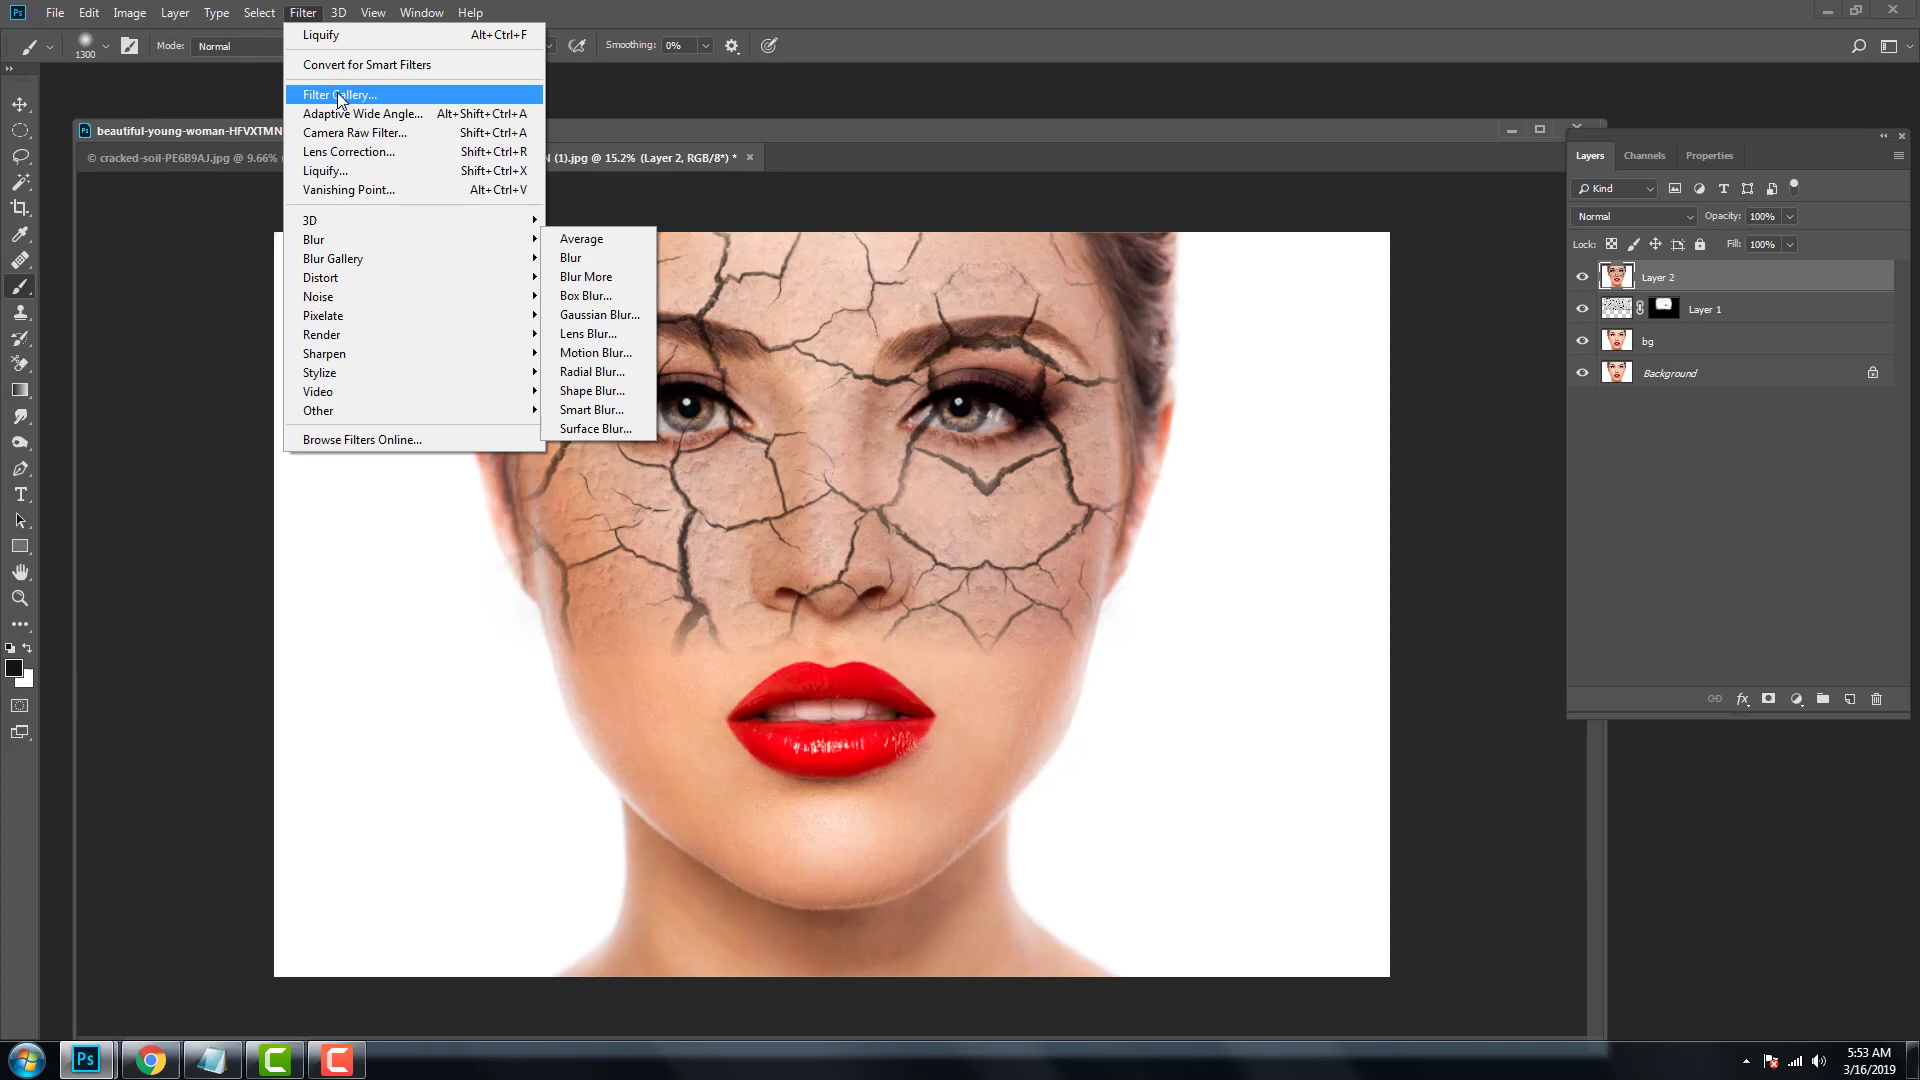 Ps File Edit Image Layer Type Select Filter 3D View Window Help
1300 Mode: Normal Smoothing: 0%
Liquify Alt+Ctrl+F
Convert for Smart Filters
Filter Gallery...
Adaptive Wide Angle... Alt+Shift+Ctrl+A
Camera Raw Filter... Shift+Ctrl+A
Lens Correction... Shift+Ctrl+R
Liquify... Shift+Ctrl+X
Vanishing Point... Alt+Ctrl+V
3D
Blur
Blur Gallery
Distort
Noise
Pixelate
Render
Sharpen
Stylize
Video
Other
Browse Filters Online...
Average
Blur
Blur More
Box Blur...
Gaussian Blur...
Lens Blur...
Motion Blur...
Radial Blur...
Shape Blur...
Smart Blur...
Surface Blur...
Ps beautiful-young-woman-HFVXTMN
© cracked-soil-PE6B9AJ.jpg @ 9.66% (1).jpg @ 15.2% (Layer 2, RGB/8*) *
Layers Channels Properties
Kind
Normal Opacity: 100%
Lock: Fill: 100%
Layer 2
Layer 1
bg
Background
fx
Ps
5:53 AM
3/16/2019